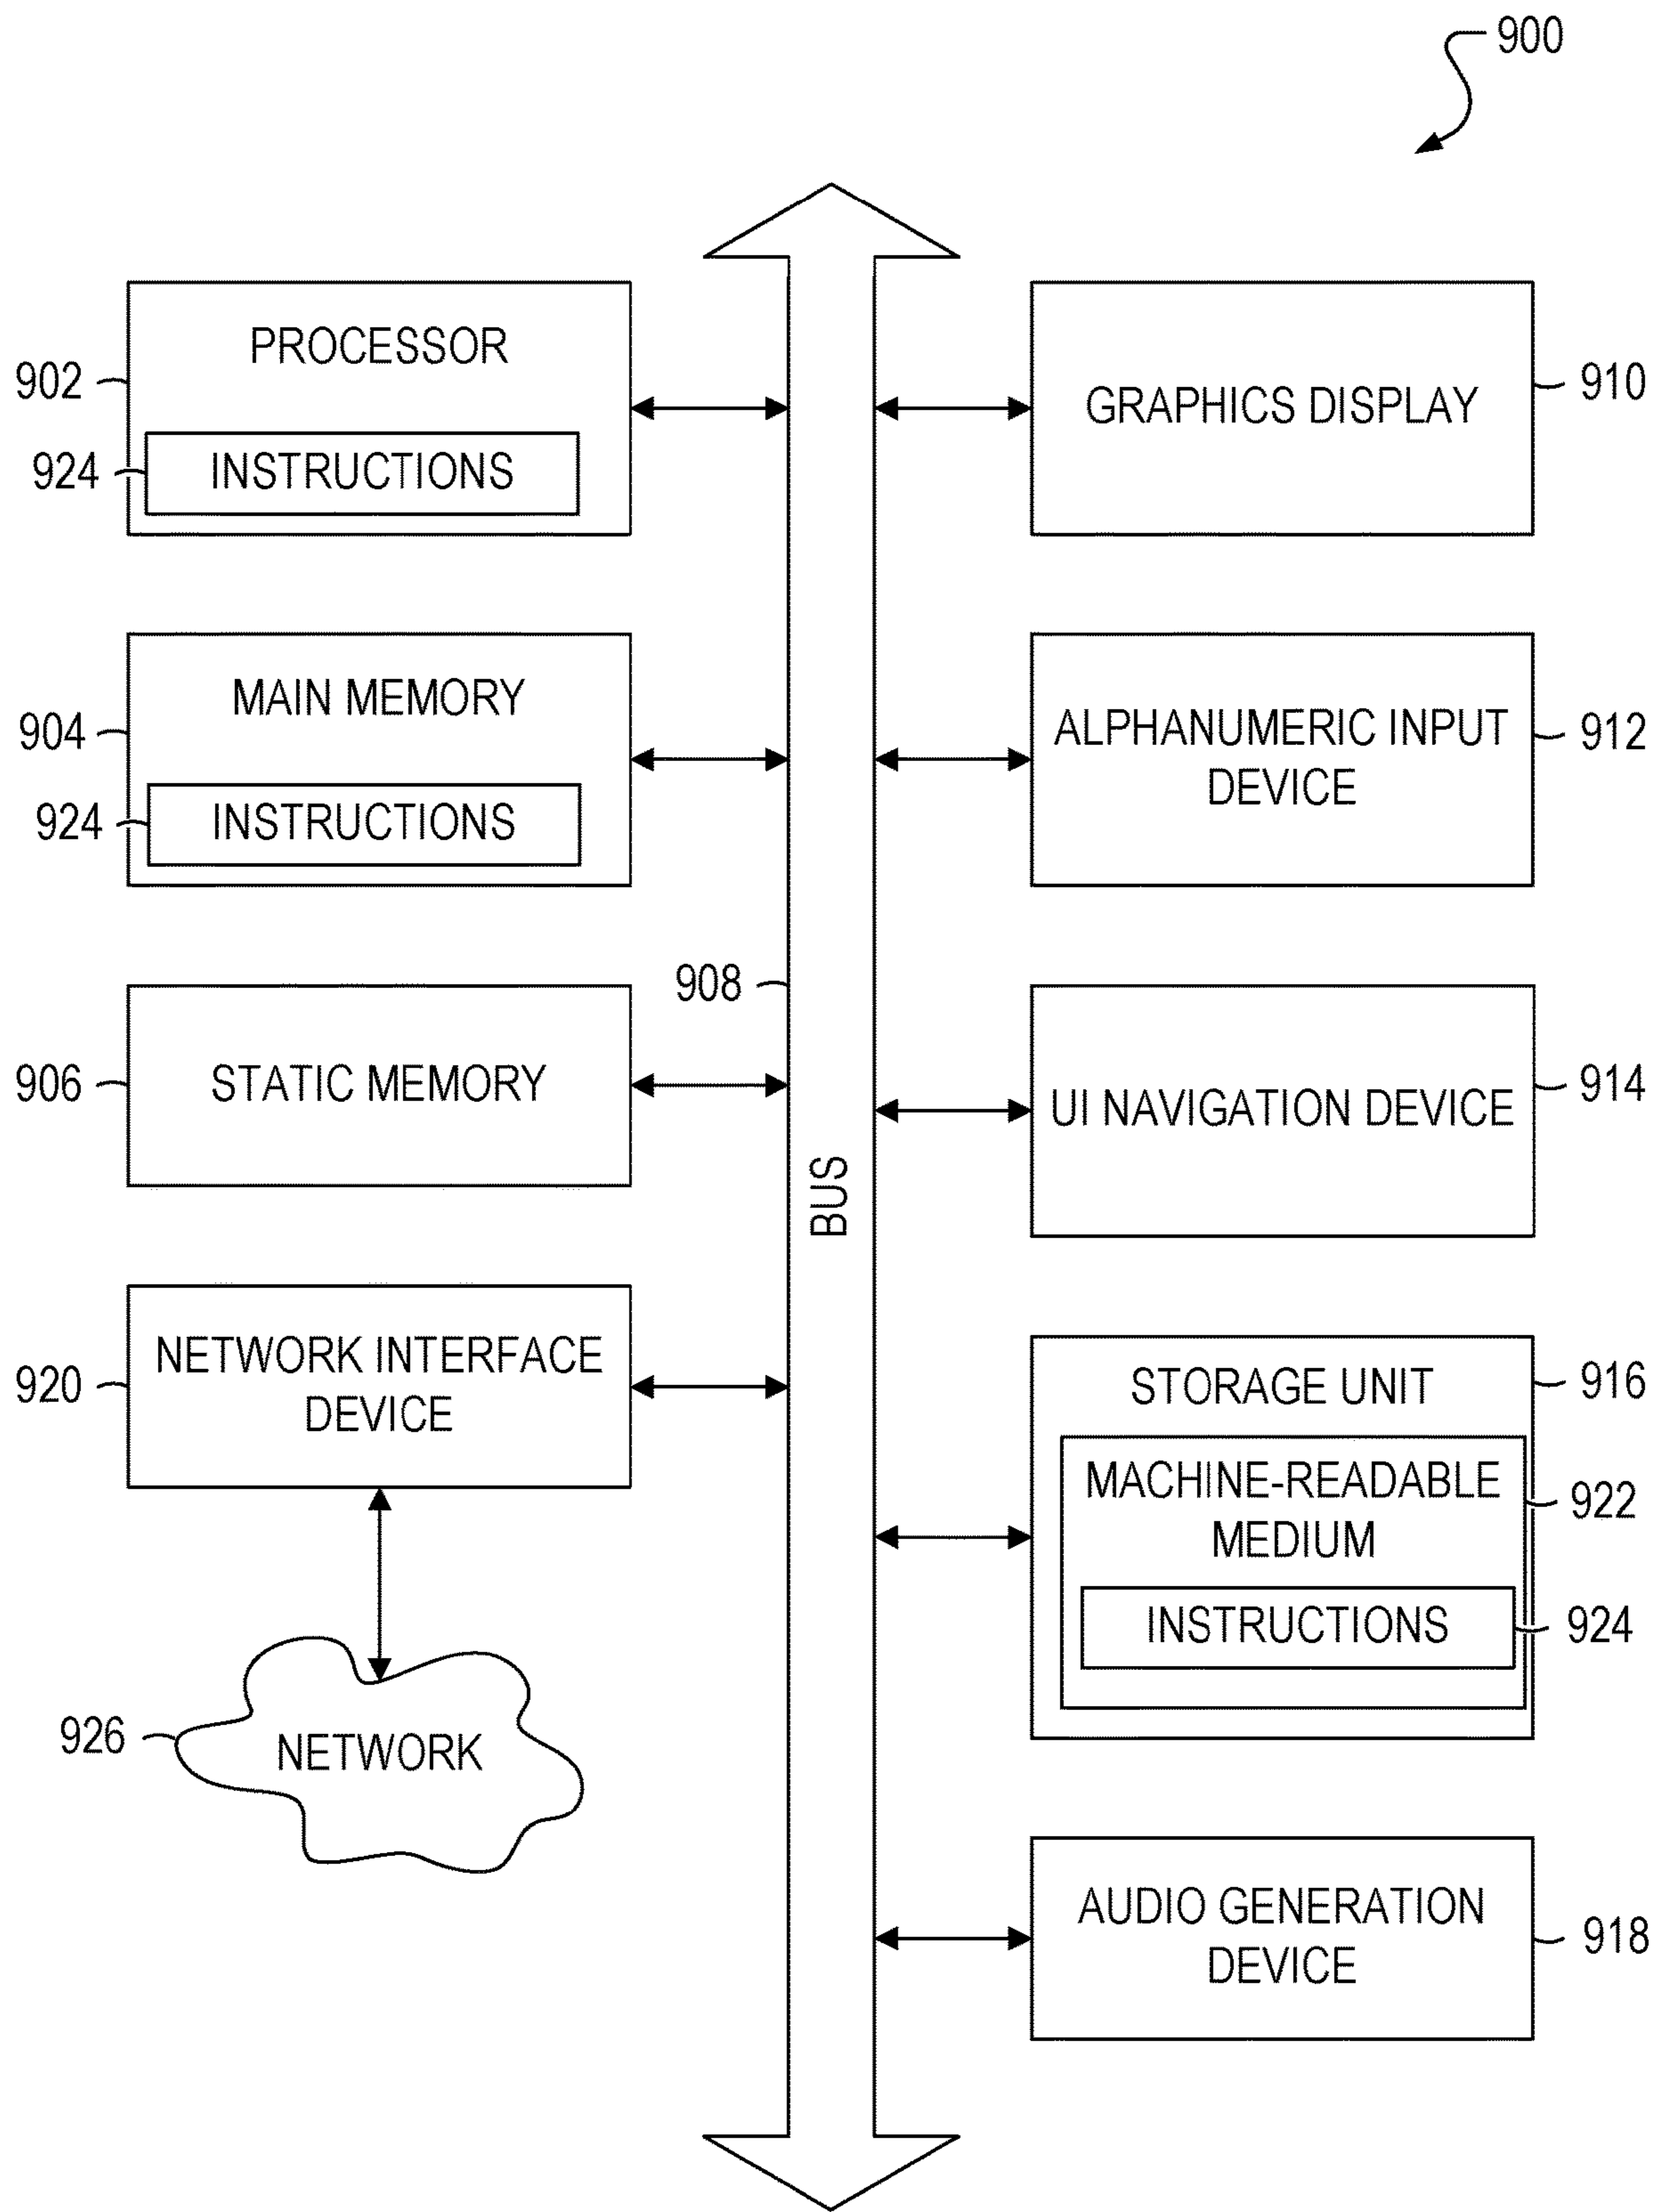 900
PROCESSOR
902
924
INSTRUCTIONS
MAIN MEMORY
904
924
INSTRUCTIONS
906
STATIC MEMORY
908
BUS
920
NETWORK INTERFACE
DEVICE
926
NETWORK
GRAPHICS DISPLAY
910
ALPHANUMERIC INPUT
DEVICE
912
UI NAVIGATION DEVICE
914
STORAGE UNIT
916
MACHINE-READABLE
MEDIUM
922
INSTRUCTIONS
924
AUDIO GENERATION
DEVICE
918